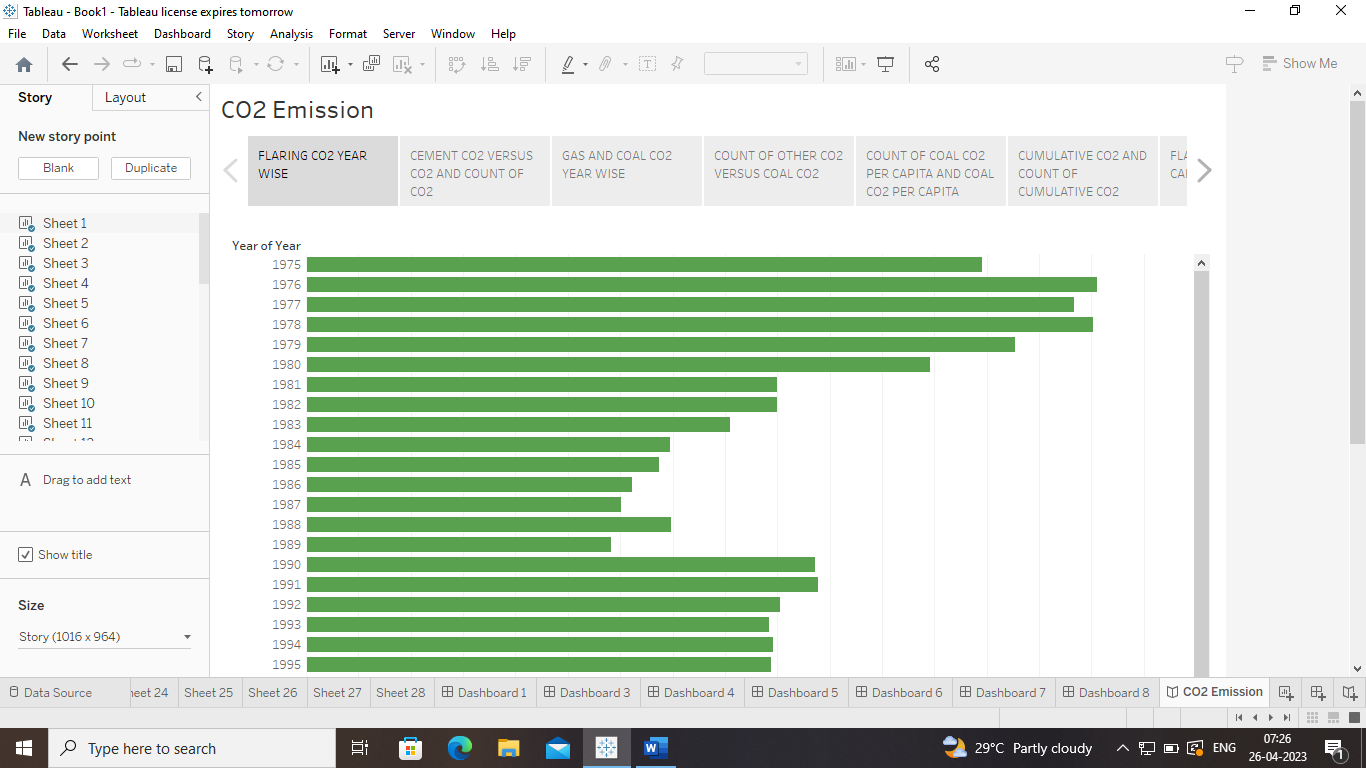 Tableau - Book1 - Tableau license expires tomorrow
File Data Worksheet Dashboard Story Analysis Format Server Window Help
Show Me
Story Layout
New story point
Blank Duplicate
Sheet 1
Sheet 2
Sheet 3
Sheet 4
Sheet 5
Sheet 6
Sheet 7
Sheet 8
Sheet 9
Sheet 10
Sheet 11
A Drag to add text
Show title
Size
Story (1016 x 964)
CO2 Emission
FLARING CO2 YEAR
WISE
CEMENT CO2 VERSUS
CO2 AND COUNT OF
CO2
GAS AND COAL CO2
YEAR WISE
COUNT OF OTHER CO2
VERSUS COAL CO2
COUNT OF COAL CO2
PER CAPITA AND COAL
CO2 PER CAPITA
CUMULATIVE CO2 AND
COUNT OF
CUMULATIVE CO2
Year of Year
1975
1976
1977
1978
1979
1980
1981
1982
1983
1984
1985
1986
1987
1988
1989
1990
1991
1992
1993
1994
1995
Data Source heet 24 Sheet 25 Sheet 26 Sheet 27 Sheet 28 Dashboard 1 Dashboard 3 Dashboard 4 Dashboard 5 Dashboard 6 Dashboard 7 Dashboard 8 CO2 Emission
Type here to search
29°C Partly cloudy
ENG
07:26
26-04-2023
1